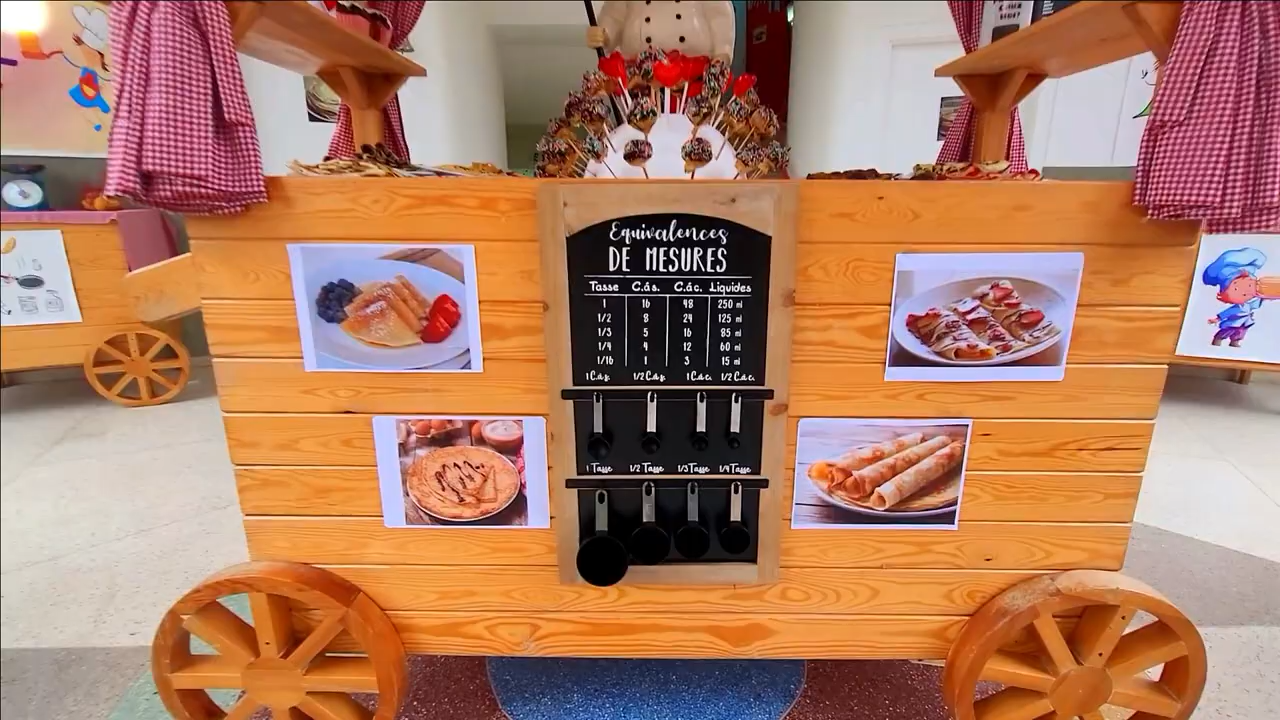 Equivalences
DE MESURES
Tasse C.à.s. C.à.c. Liquides
1 16 48 250 ml
1/2 8 24 125 ml
1/3 5 16 85 ml
1/4 4 12 60 ml
1/16 1 3 15 ml
1 C.à.s. 1/2 C.à.s. 1 C.à.c. 1/2 C.à.c.
1 Tasse 1/2 Tasse 1/3 Tasse 1/4 Tasse